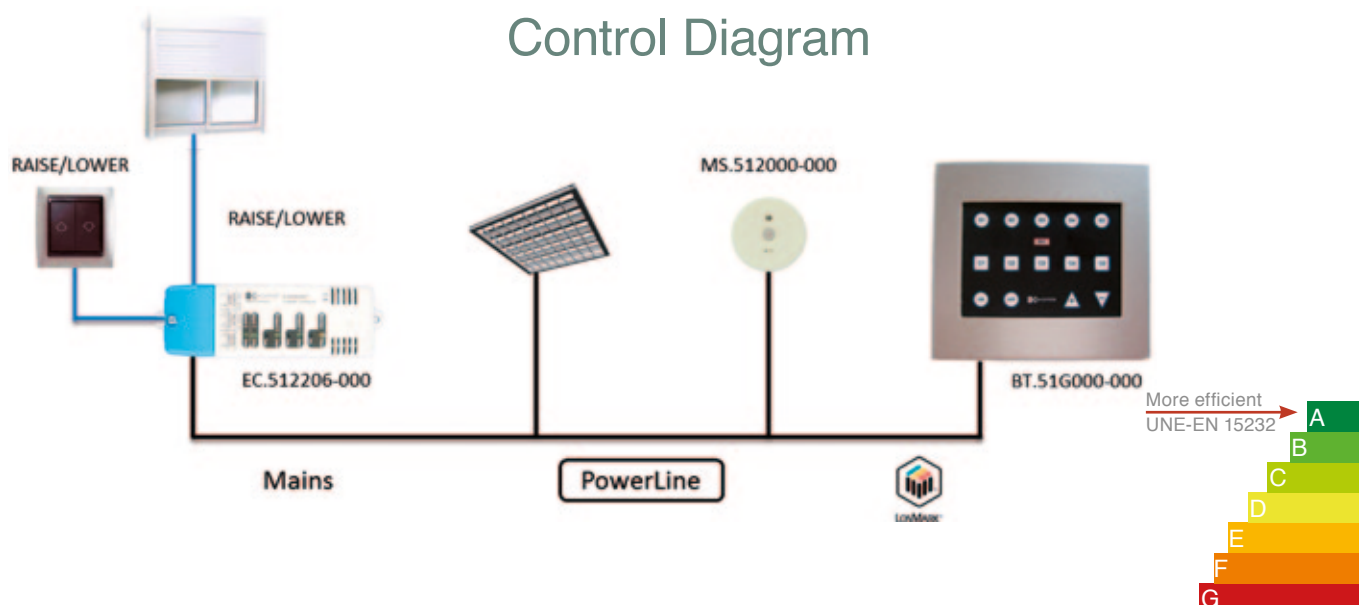 Control Diagram
RAISE/LOWER
RAISE/LOWER
MS.512000-000
EC.512206-000
BT.51G000-000
More efficient
UNE-EN 15232
A
B
C
D
E
F
G
Mains
PowerLine
LONMARK